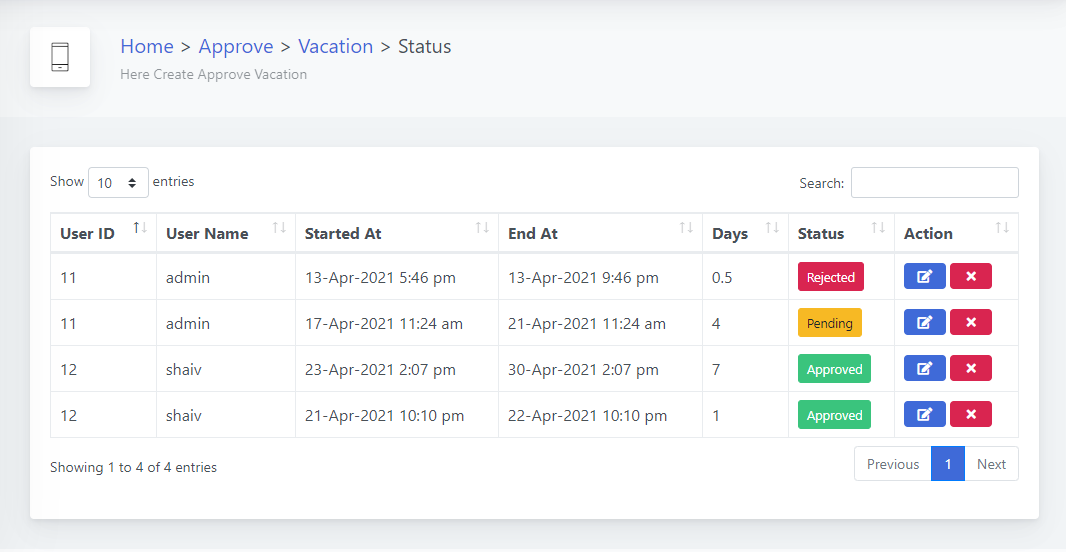 Home > Approve > Vacation > Status
Here Create Approve Vacation
Show 10 entries Search:
User ID User Name Started At End At Days Status Action
11 admin 13-Apr-2021 5:46 pm 13-Apr-2021 9:46 pm 0.5 Rejected
11 admin 17-Apr-2021 11:24 am 21-Apr-2021 11:24 am 4 Pending
12 shaiv 23-Apr-2021 2:07 pm 30-Apr-2021 2:07 pm 7 Approved
12 shaiv 21-Apr-2021 10:10 pm 22-Apr-2021 10:10 pm 1 Approved
Showing 1 to 4 of 4 entries Previous 1 Next